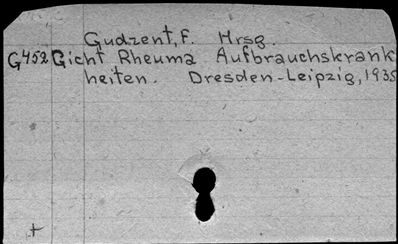 Gudzent, F. Hrsg.
G452 Gicht Rheuma Aufbrauchskrank
heiten. Dresden-Leipzig, 1935
+